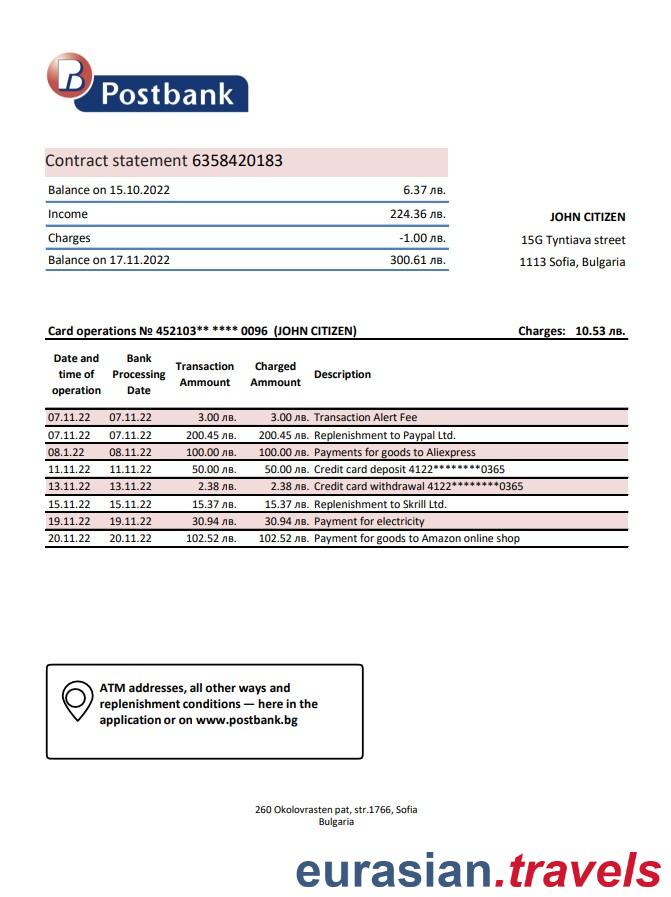 B Postbank
Contract statement 6358420183
Balance on 15.10.2022 6.37 лв.
Income 224.36 лв.
Charges -1.00 лв.
Balance on 17.11.2022 300.61 лв.
JOHN CITIZEN
15G Tyntiava street
1113 Sofia, Bulgaria
Card operations № 452103** **** 0096 (JOHN CITIZEN) Charges: 10.53 лв.
Date and time of operation Bank Processing Date Transaction Ammount Charged Ammount Description
07.11.22 07.11.22 3.00 лв. 3.00 лв. Transaction Alert Fee
07.11.22 07.11.22 200.45 лв. 200.45 лв. Replenishment to Paypal Ltd.
08.1.22 08.11.22 100.00 лв. 100.00 лв. Payments for goods to Aliexpress
11.11.22 11.11.22 50.00 лв. 50.00 лв. Credit card deposit 4122********0365
13.11.22 13.11.22 2.38 лв. 2.38 лв. Credit card withdrawal 4122********0365
15.11.22 15.11.22 15.37 лв. 15.37 лв. Replenishment to Skrill Ltd.
19.11.22 19.11.22 30.94 лв. 30.94 лв. Payment for electricity
20.11.22 20.11.22 102.52 лв. 102.52 лв. Payment for goods to Amazon online shop
ATM addresses, all other ways and
replenishment conditions — here in the
application or on www.postbank.bg
260 Okolovrasten pat, str.1766, Sofia
Bulgaria
eurasian.travels